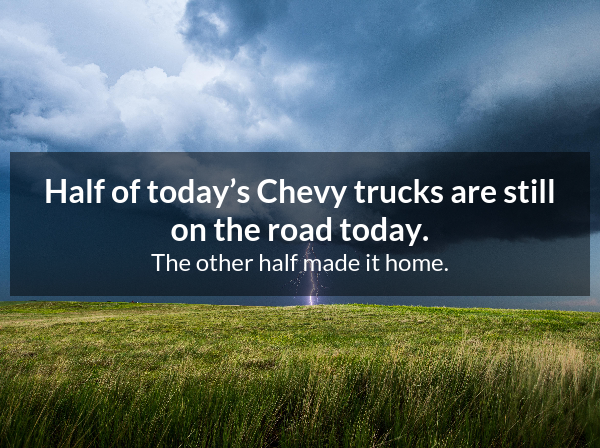 Half of today’s Chevy trucks are still
on the road today.
The other half made it home.